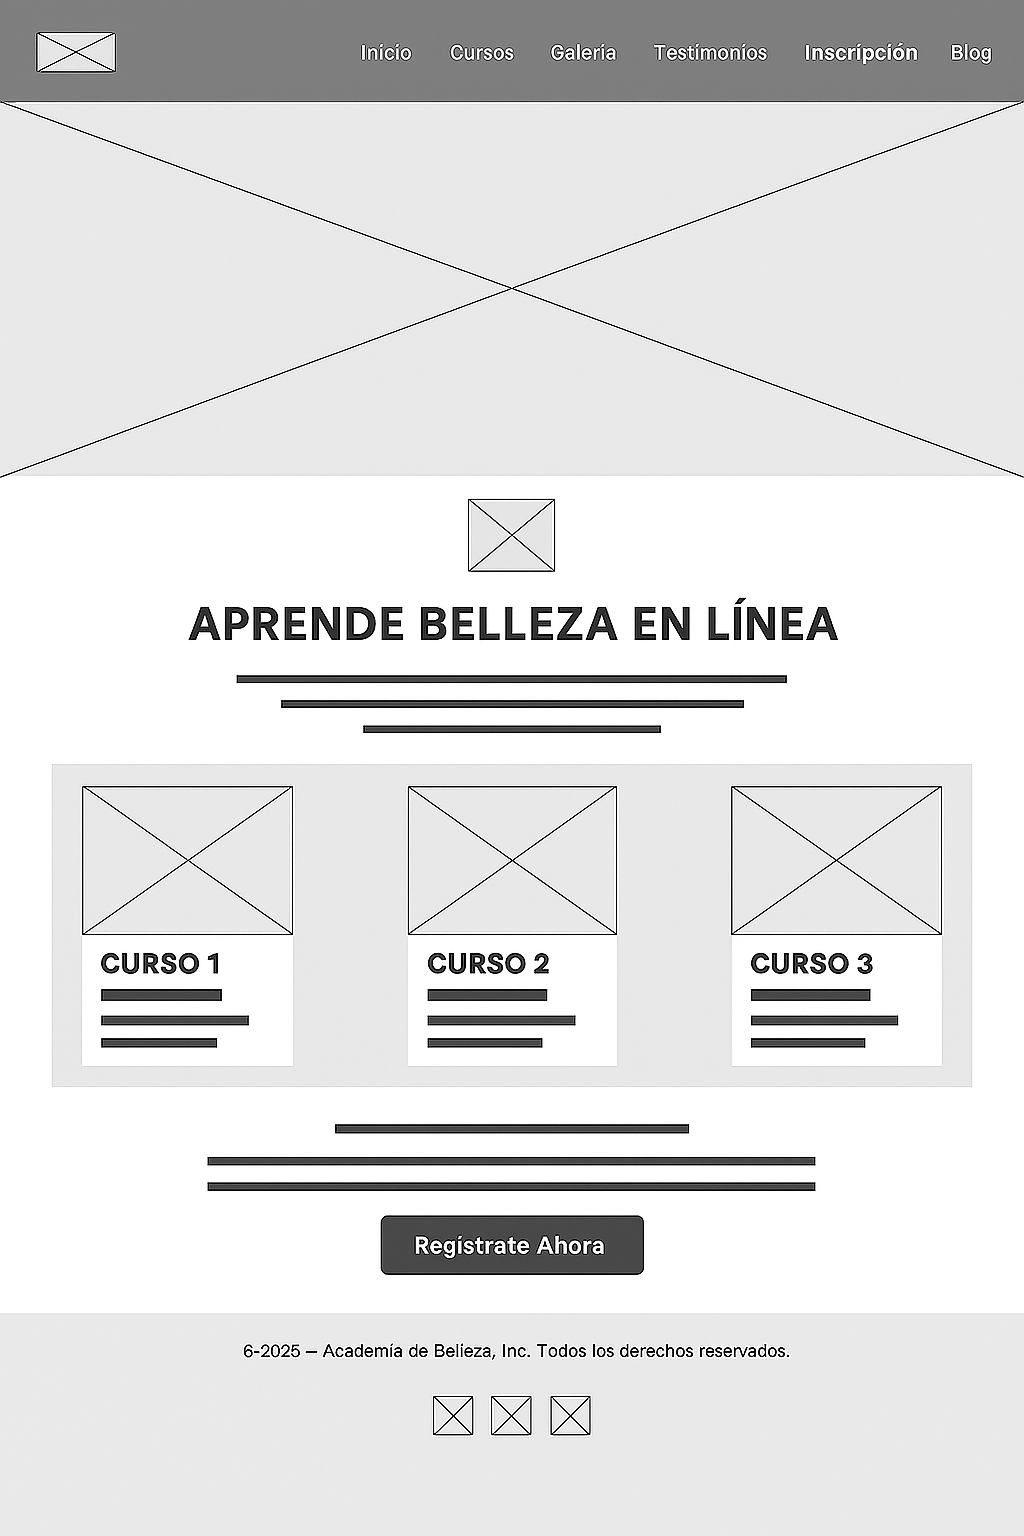 Inicio Cursos Galería Testimonios Inscripción Blog
APRENDE BELLEZA EN LÍNEA
CURSO 1 CURSO 2 CURSO 3
Regístrate Ahora
6-2025 – Academía de Belieza, Inc. Todos los derechos reservados.